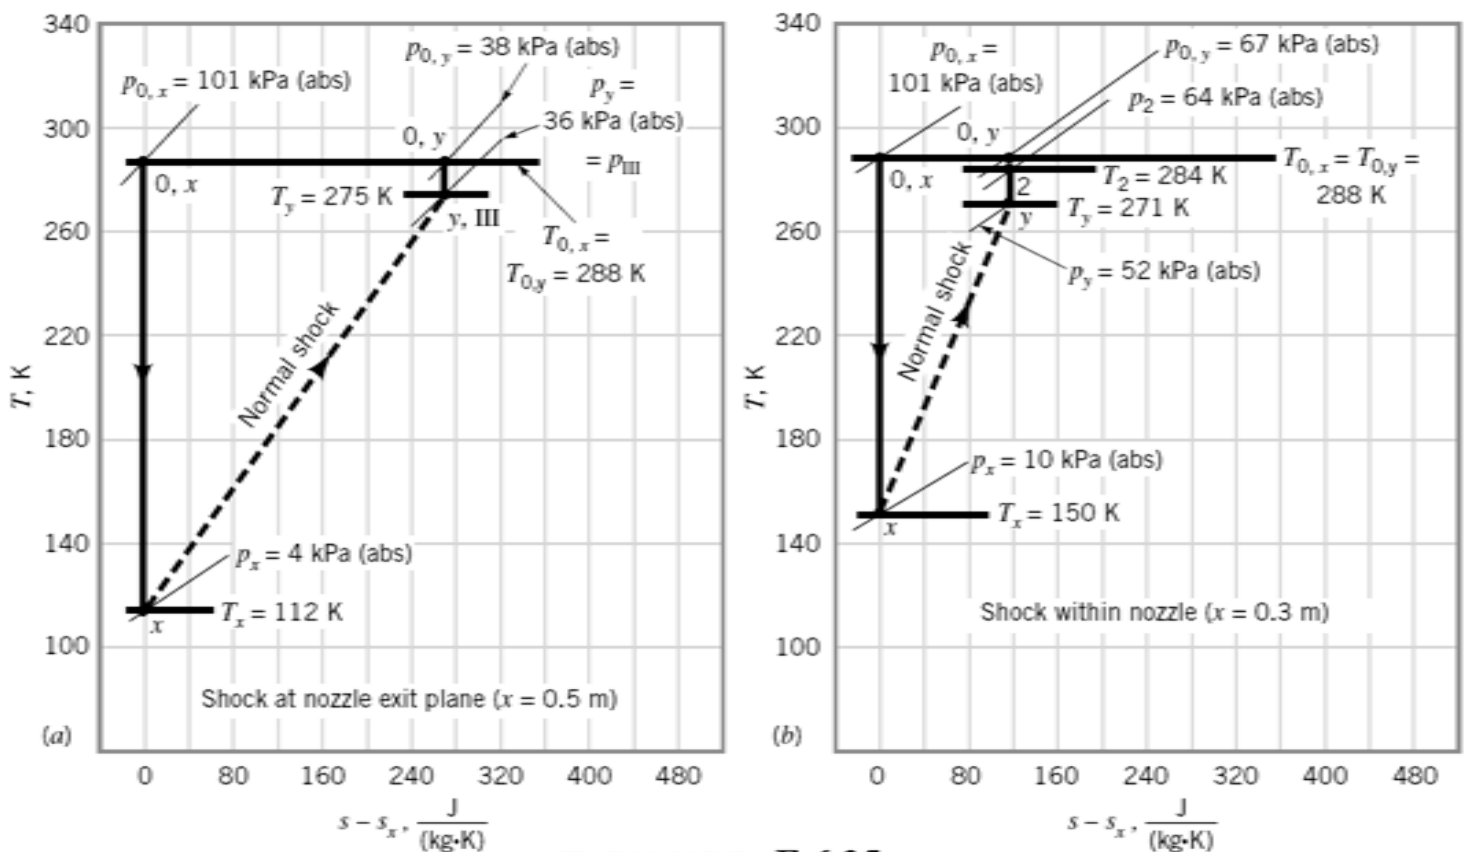 340
300
260
220
180
140
100
T, K
p0, x = 101 kPa (abs)
p0, y = 38 kPa (abs)
py =
36 kPa (abs)
= pIII
0, y
0, x
Ty = 275 K
y, III
T0, x =
T0,y = 288 K
Normal shock
px = 4 kPa (abs)
Tx = 112 K
x
Shock at nozzle exit plane (x = 0.5 m)
(a)
0 80 160 240 320 400 480
s – sx, J
(kg•K)
340
300
260
220
180
140
100
T, K
p0, x =
101 kPa (abs)
p0, y = 67 kPa (abs)
p2 = 64 kPa (abs)
0, y
0, x
T0, x = T0,y =
288 K
T2 = 284 K
2
Ty = 271 K
y
py = 52 kPa (abs)
Normal shock
px = 10 kPa (abs)
Tx = 150 K
x
Shock within nozzle (x = 0.3 m)
(b)
0 80 160 240 320 400 480
s – sx, J
(kg•K)